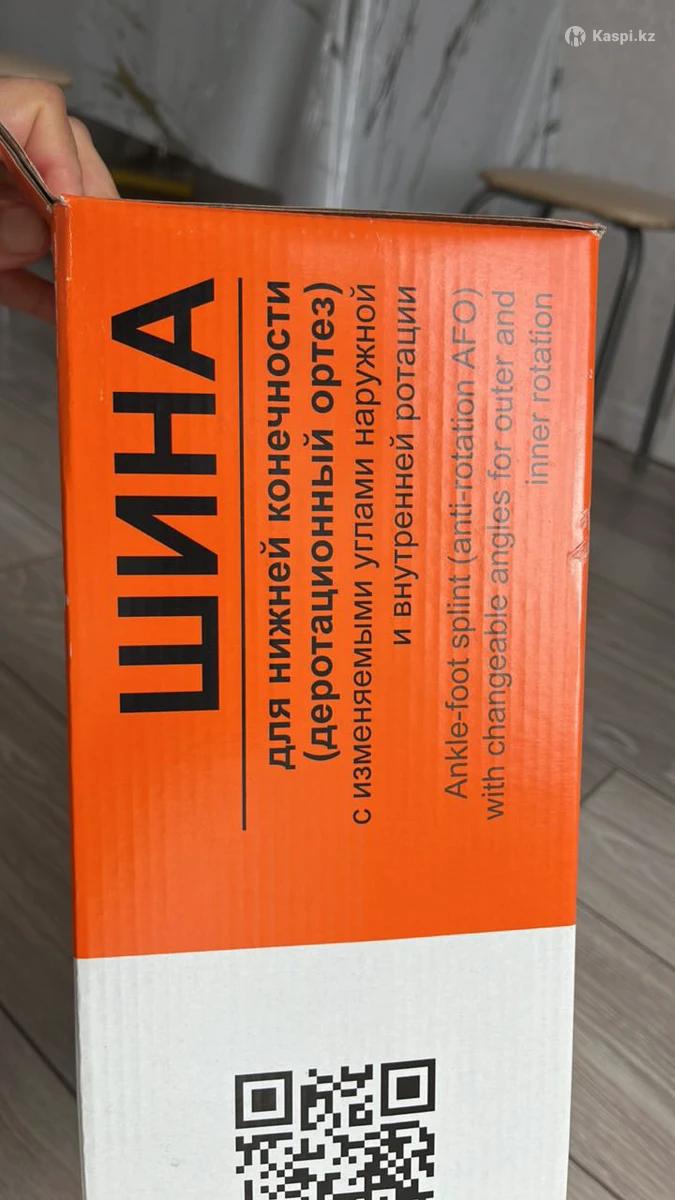 Kaspi.kz
ШИНА
для нижней конечности
(деротационный ортез)
с изменяемыми углами наружной
и внутренней ротации
Ankle-foot splint (anti-rotation AFO)
with changeable angles for outer and
inner rotation